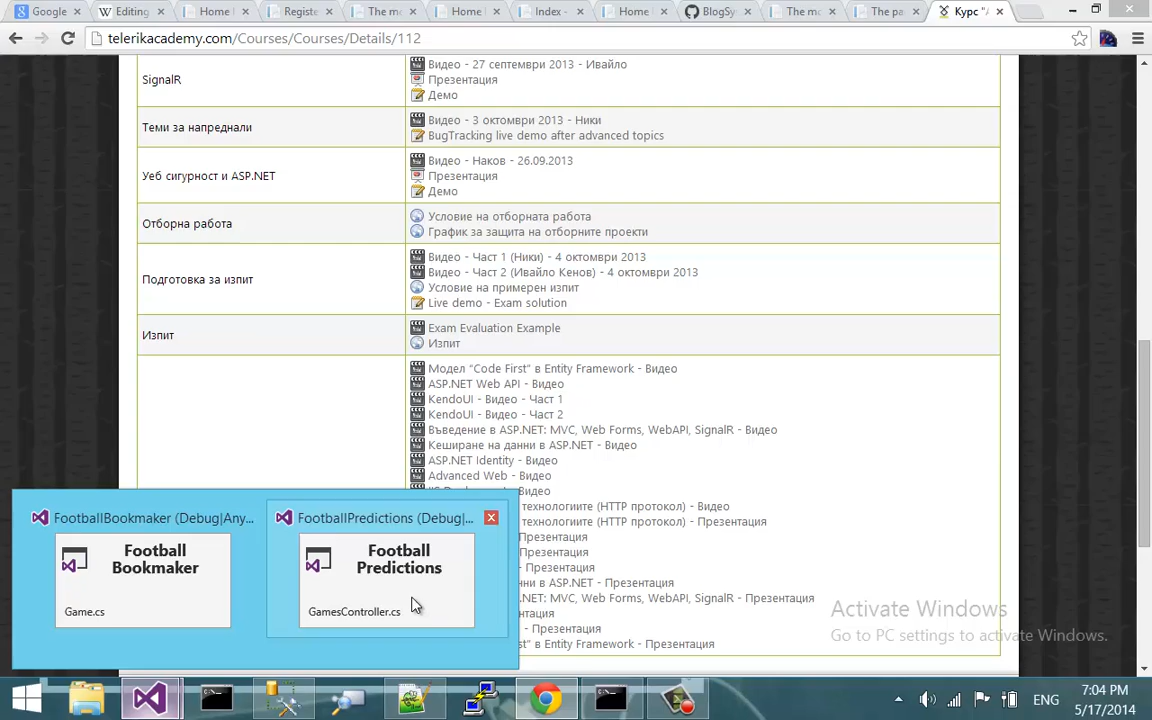 Google
Editing
Home
Registe
The me
Home
Index -
Home
BlogSy
The mo
The pa
Курс "A
telerikacademy.com/Courses/Courses/Details/112
SignalR
Видео - 27 септември 2013 - Ивайло
Презентация
Демо
Теми за напреднали
Видео - 3 октомври 2013 - Ники
BugTracking live demo after advanced topics
Уеб сигурност и ASP.NET
Видео - Наков - 26.09.2013
Презентация
Демо
Отборна работа
Условие на отборната работа
График за защита на отборните проекти
Подготовка за изпит
Видео - Част 1 (Ники) - 4 октомври 2013
Видео - Част 2 (Ивайло Кенов) - 4 октомври 2013
Условие на примерен изпит
Live demo - Exam solution
Изпит
Exam Evaluation Example
Изпит
Модел "Code First" в Entity Framework - Видео
ASP.NET Web API - Видео
KendoUI - Видео - Част 1
KendoUI - Видео - Част 2
Въведение в ASP.NET: MVC, Web Forms, WebAPI, SignalR - Видео
Кеширане на данни в ASP.NET - Видео
ASP.NET Identity - Видео
Advanced Web - Видео
Видео
технологиите (HTTP протокол) - Видео
технологиите (HTTP протокол) - Презентация
Презентация
Презентация
Презентация
ни в ASP.NET - Презентация
.NET: MVC, Web Forms, WebAPI, SignalR - Презентация
нтация
- Презентация
st" в Entity Framework - Презентация
FootballBookmaker (Debug|Any...
FootballPredictions (Debug|...
Football
Bookmaker
Game.cs
Football
Predictions
GamesController.cs
Activate Windows
Go to PC settings to activate Windows.
ENG
7:04 PM
5/17/2014